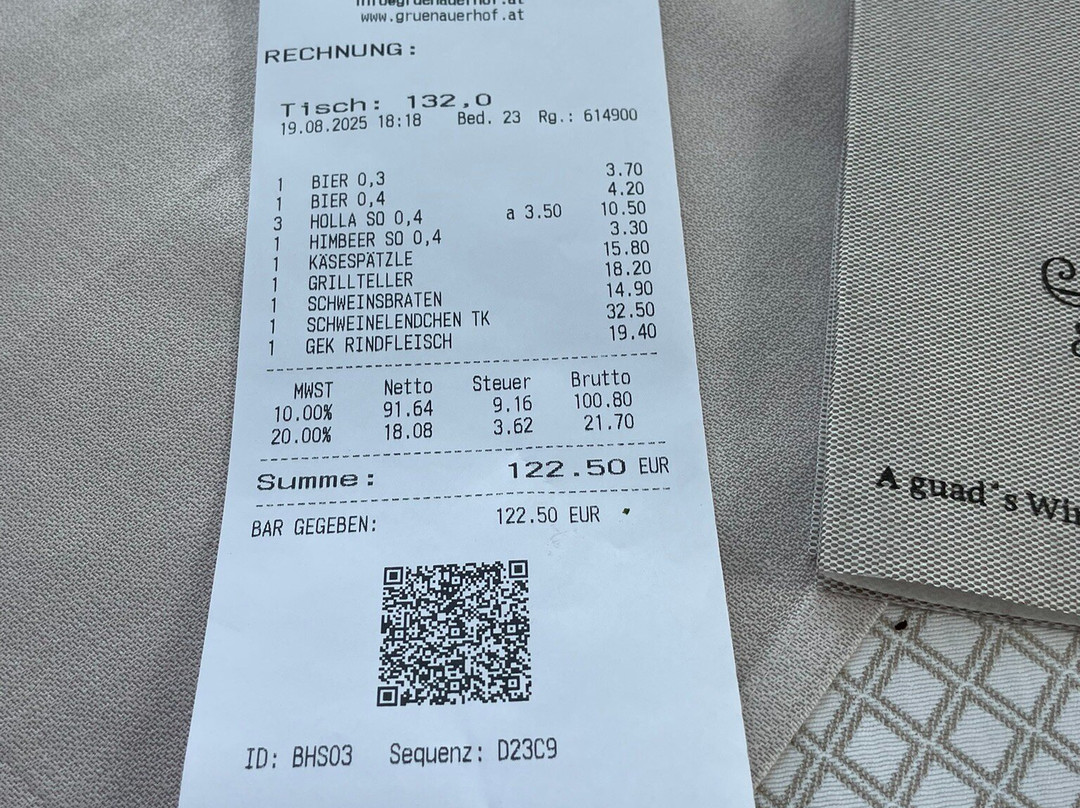 www.gruenauerhof.at
RECHNUNG:
Tisch: 132,0
19.08.2025 18:18 Bed. 23 Rg.: 614900
1 BIER 0,3 3.70
1 BIER 0,4 4.20
3 HOLLA SO 0,4 a 3.50 10.50
1 HIMBEER SO 0,4 3.30
1 KÄSESPÄTZLE 15.80
1 GRILLTELLER 18.20
1 SCHWEINSBRATEN 14.90
1 SCHWEINELENDCHEN TK 32.50
1 GEK RINDFLEISCH 19.40
MWST Netto Steuer Brutto
10.00% 91.64 9.16 100.80
20.00% 18.08 3.62 21.70
Summe: 122.50 EUR
BAR GEGEBEN: 122.50 EUR
ID: BHS03 Sequenz: D23C9
A guad's